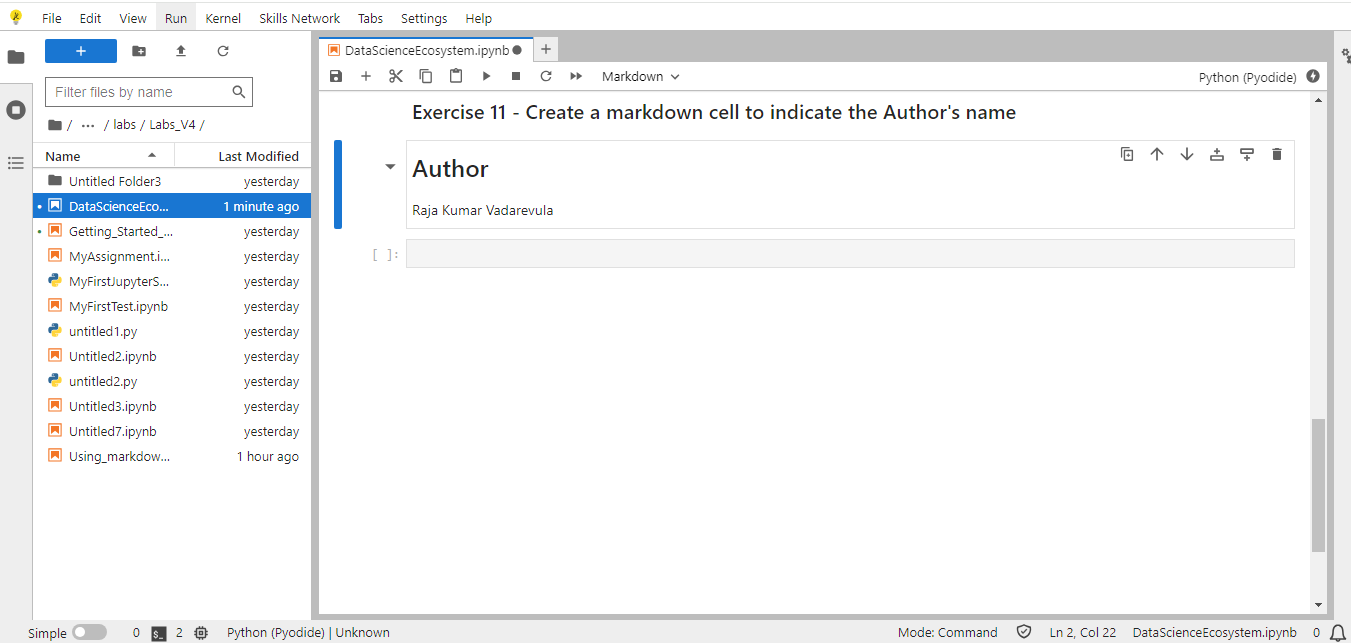 File Edit View Run Kernel Skills Network Tabs Settings Help
+
Filter files by name
/ ... / labs / Labs_V4 /
Name Last Modified
Untitled Folder3 yesterday
DataScienceEco... 1 minute ago
Getting_Started_... yesterday
MyAssignment.i... yesterday
MyFirstJupyterS... yesterday
MyFirstTest.ipynb yesterday
untitled1.py yesterday
Untitled2.ipynb yesterday
untitled2.py yesterday
Untitled3.ipynb yesterday
Untitled7.ipynb yesterday
Using_markdow... 1 hour ago
DataScienceEcosystem.ipynb
Markdown Python (Pyodide)
Exercise 11 - Create a markdown cell to indicate the Author's name
Author
Raja Kumar Vadarevula
[ ]:
Simple 0 $_ 2 Python (Pyodide) | Unknown Mode: Command Ln 2, Col 22 DataScienceEcosystem.ipynb 0